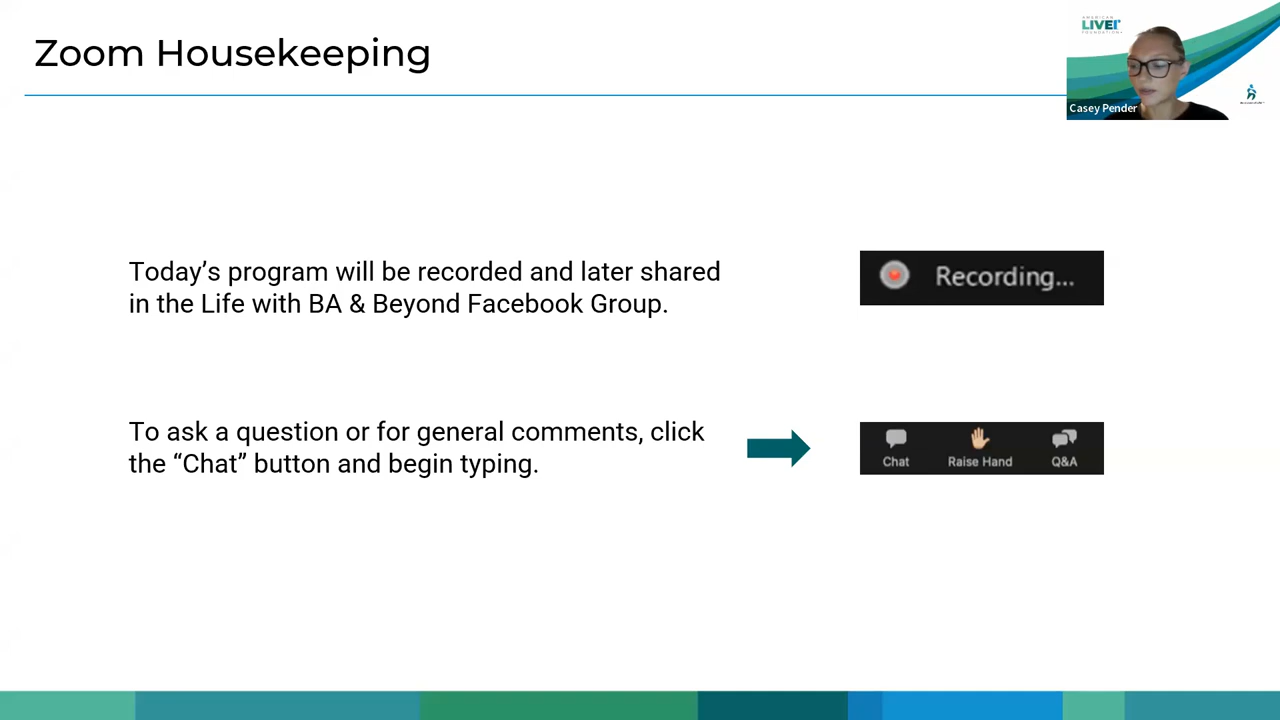 Zoom Housekeeping
AMERICAN
LIVER
FOUNDATION
Casey Pender
Today’s program will be recorded and later shared
in the Life with BA & Beyond Facebook Group.
Recording...
To ask a question or for general comments, click
the “Chat” button and begin typing.
Chat
Raise Hand
Q&A